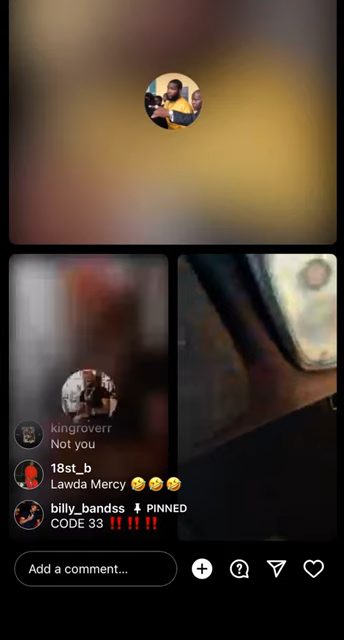 kingroverr
Not you
18st_b
Lawda Mercy 🤣🤣🤣
billy_bandss 📌 PINNED
CODE 33 ‼️‼️‼️
Add a comment...